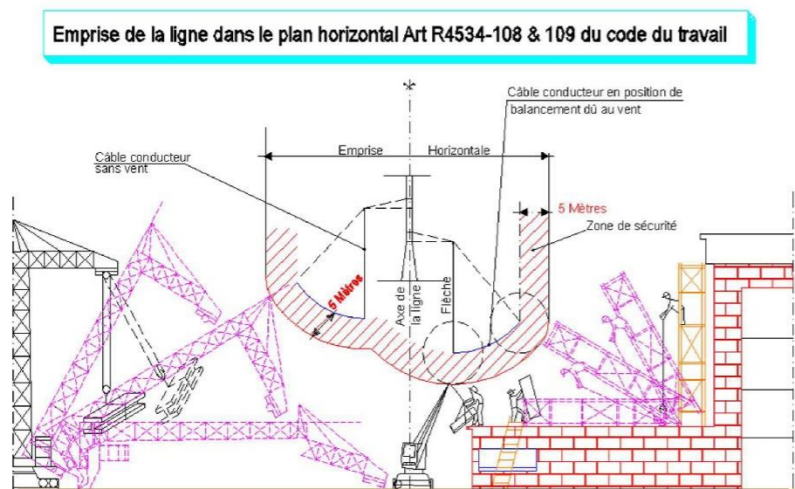 Emprise de la ligne dans le plan horizontal Art R4534-108 & 109 du code du travail
Câble conducteur en position de
balancement dû au vent
Câble conducteur
sans vent
Emprise Horizontale
5 Mètres
Zone de sécurité
5 Mètres
Axe de
la ligne
Flèche